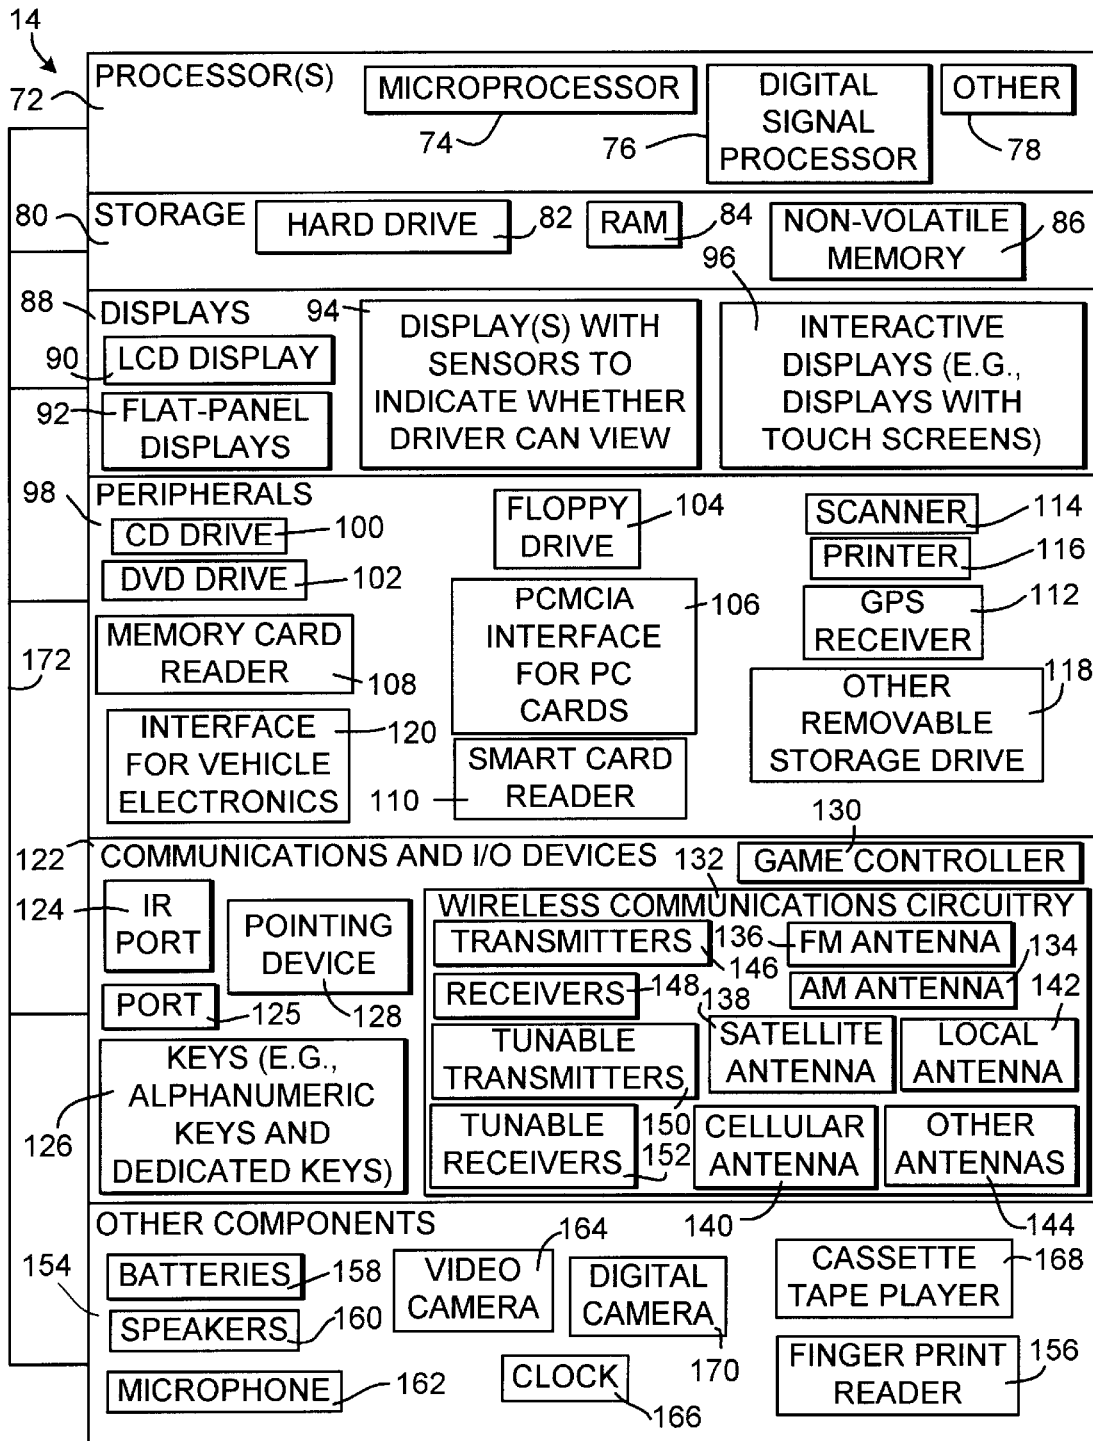 14
PROCESSOR(S)
72
MICROPROCESSOR
74
76
DIGITAL
SIGNAL
PROCESSOR
OTHER
78
80
STORAGE
HARD DRIVE
82
RAM
84
NON-VOLATILE
MEMORY
86
88
DISPLAYS
90
LCD DISPLAY
92
FLAT-PANEL
DISPLAYS
94
DISPLAY(S) WITH
SENSORS TO
INDICATE WHETHER
DRIVER CAN VIEW
96
INTERACTIVE
DISPLAYS (E.G.,
DISPLAYS WITH
TOUCH SCREENS)
98
PERIPHERALS
CD DRIVE
100
DVD DRIVE
102
MEMORY CARD
READER
108
INTERFACE
FOR VEHICLE
ELECTRONICS
120
FLOPPY
DRIVE
104
PCMCIA
INTERFACE
FOR PC
CARDS
106
SMART CARD
READER
110
SCANNER
114
PRINTER
116
GPS
RECEIVER
112
OTHER
REMOVABLE
STORAGE DRIVE
118
172
122
COMMUNICATIONS AND I/O DEVICES
130
GAME CONTROLLER
124
IR
PORT
PORT
125
POINTING
DEVICE
128
126
KEYS (E.G.,
ALPHANUMERIC
KEYS AND
DEDICATED KEYS)
132
WIRELESS COMMUNICATIONS CIRCUITRY
TRANSMITTERS
146
136
FM ANTENNA
RECEIVERS
148
AM ANTENNA
134
TUNABLE
TRANSMITTERS
150
138
SATELLITE
ANTENNA
LOCAL
ANTENNA
142
TUNABLE
RECEIVERS
152
CELLULAR
ANTENNA
140
OTHER
ANTENNAS
144
154
OTHER COMPONENTS
BATTERIES
158
SPEAKERS
160
MICROPHONE
162
VIDEO
CAMERA
164
DIGITAL
CAMERA
170
CLOCK
166
CASSETTE
TAPE PLAYER
168
FINGER PRINT
READER
156